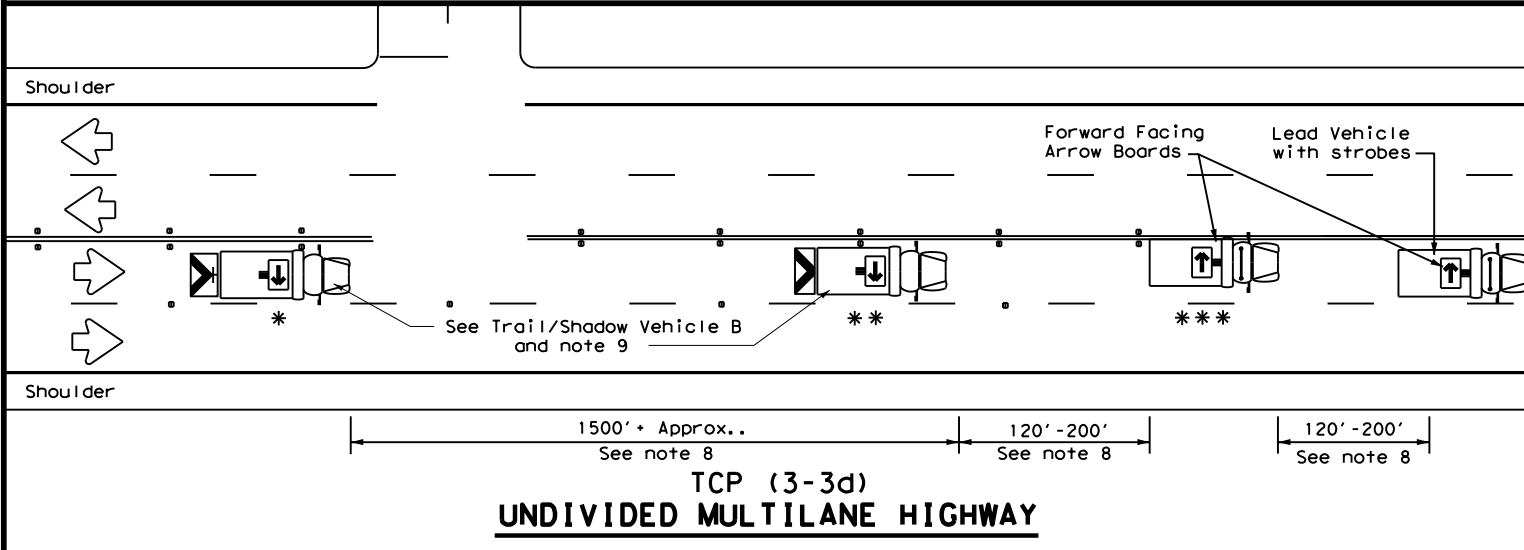 Shoulder
Forward Facing
Arrow Boards
Lead Vehicle
with strobes
*
**
***
See Trail/Shadow Vehicle B
and note 9
Shoulder
1500'+ Approx..
See note 8
120'-200'
See note 8
120'-200'
See note 8
TCP (3-3d)
UNDIVIDED MULTILANE HIGHWAY